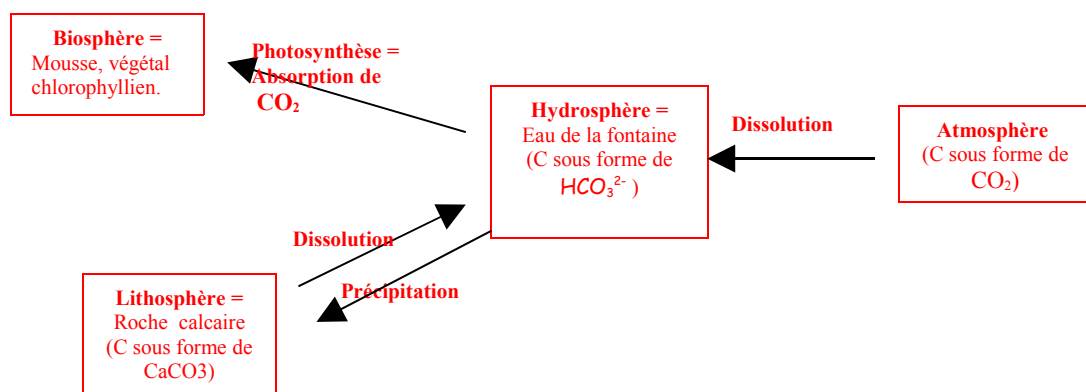 Biosphère =
Mousse, végétal
chlorophyllien.
Photosynthèse =
Absorption de
CO₂
Hydrosphère =
Eau de la fontaine
(C sous forme de
HCO₃²⁻ )
Dissolution
Atmosphère
(C sous forme de
CO₂)
Dissolution
Précipitation
Lithosphère =
Roche calcaire
(C sous forme de
CaCO3)